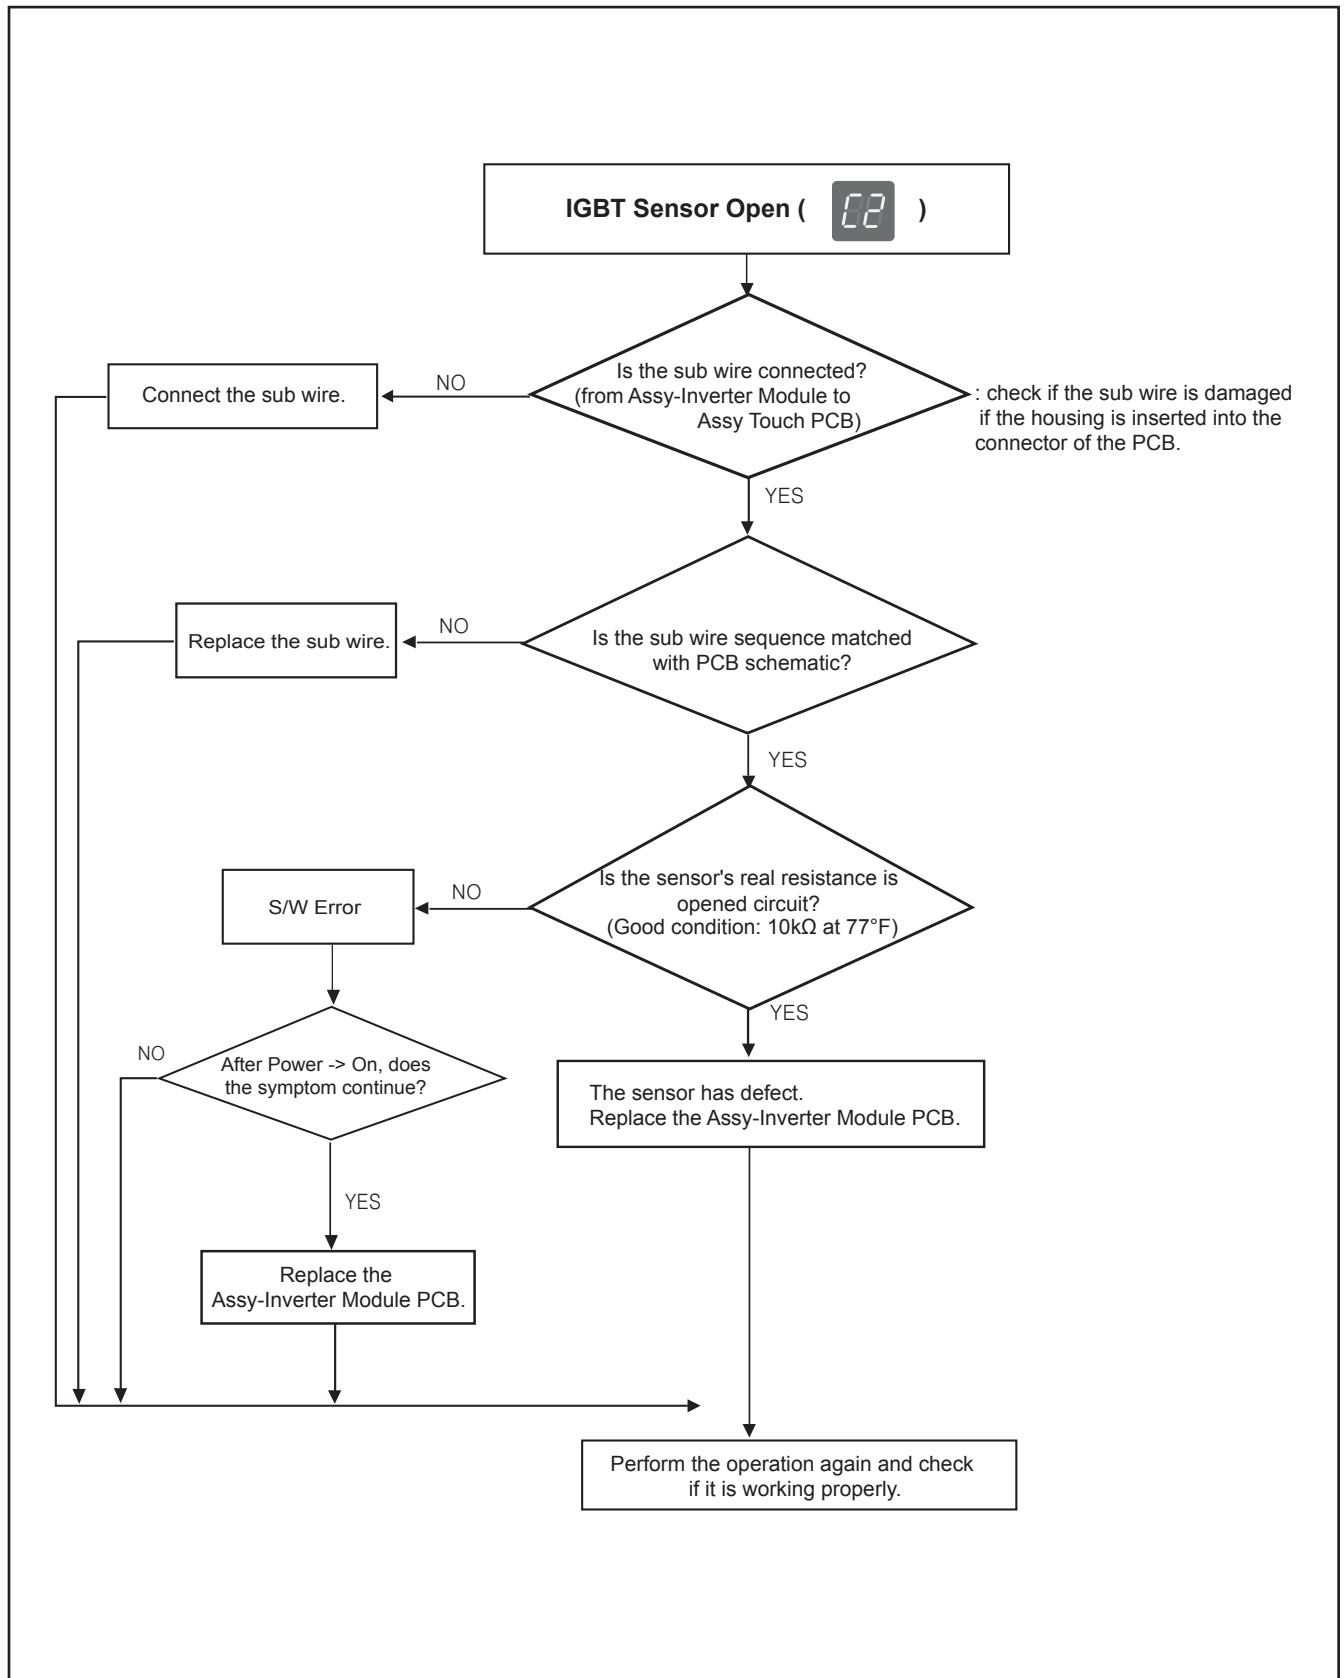 IGBT Sensor Open ( C2 )
Is the sub wire connected?
(from Assy-Inverter Module to
Assy Touch PCB)
NO
Connect the sub wire.
: check if the sub wire is damaged
if the housing is inserted into the
connector of the PCB.
YES
Is the sub wire sequence matched
with PCB schematic?
NO
Replace the sub wire.
YES
Is the sensor's real resistance is
opened circuit?
(Good condition: 10kΩ at 77°F)
NO
S/W Error
YES
After Power -> On, does
the symptom continue?
NO
The sensor has defect.
Replace the Assy-Inverter Module PCB.
YES
Replace the
Assy-Inverter Module PCB.
Perform the operation again and check
if it is working properly.